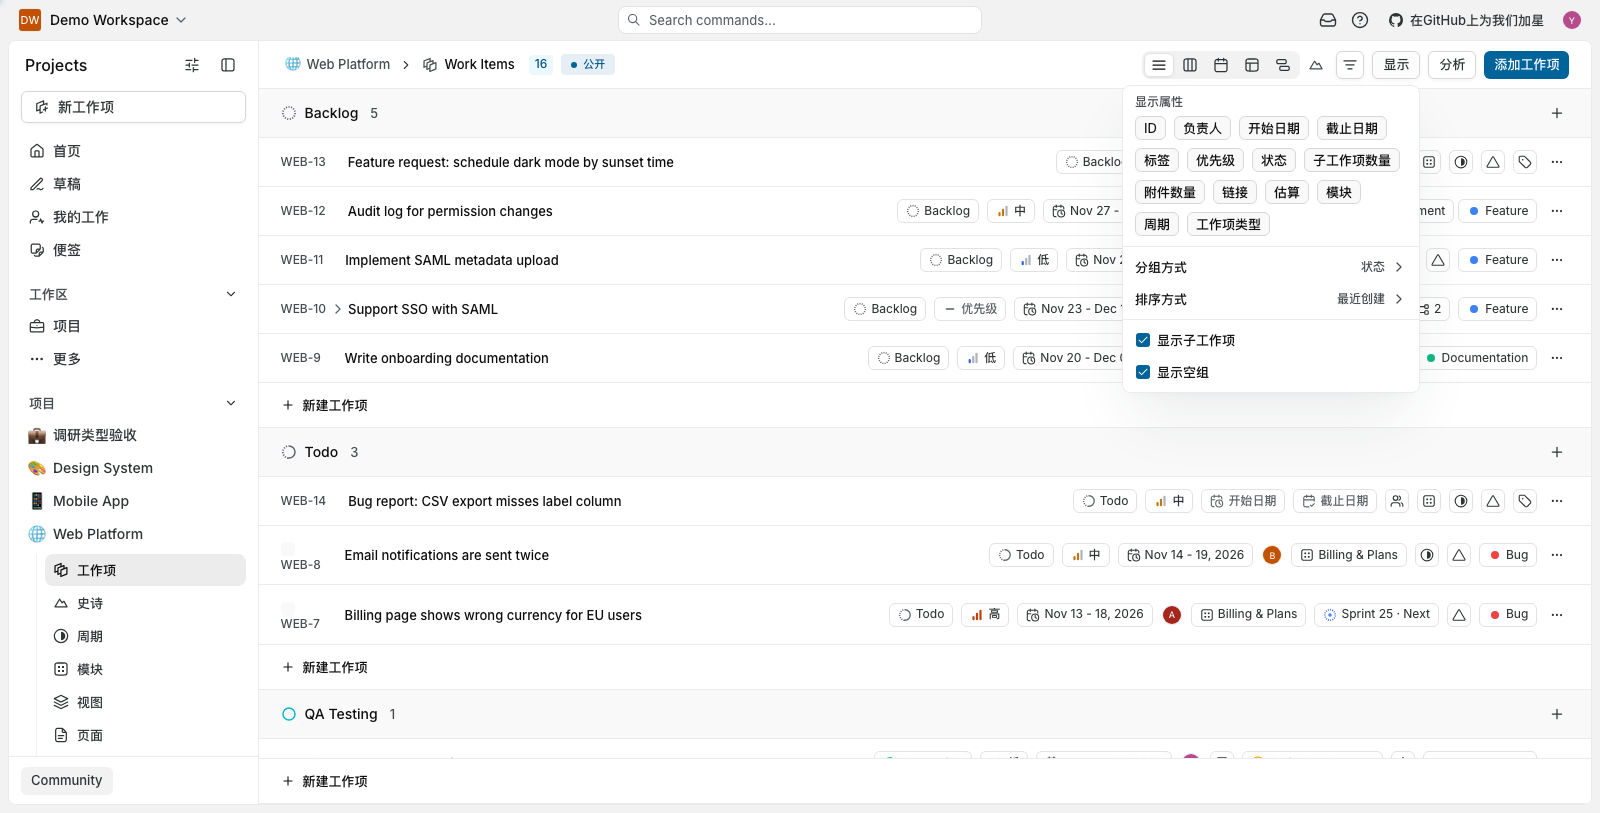 DW Demo Workspace
Search commands...
在GitHub上为我们加星
Y
Projects
新工作项
首页
草稿
我的工作
便签
工作区
项目
更多
项目
调研类型验收
Design System
Mobile App
Web Platform
工作项
史诗
周期
模块
视图
页面
Community
Web Platform
Work Items
16
公开
显示
分析
添加工作项
Backlog 5
WEB-13 Feature request: schedule dark mode by sunset time Backlo
WEB-12 Audit log for permission changes Backlog 中 Nov 27 - ment Feature
WEB-11 Implement SAML metadata upload Backlog 低 Nov 2 Feature
WEB-10 Support SSO with SAML Backlog 优先级 Nov 23 - Dec 2 Feature
WEB-9 Write onboarding documentation Backlog 低 Nov 20 - Dec Documentation
新建工作项
显示属性
ID 负责人 开始日期 截止日期
标签 优先级 状态 子工作项数量
附件数量 链接 估算 模块
周期 工作项类型
分组方式 状态
排序方式 最近创建
显示子工作项
显示空组
Todo 3
WEB-14 Bug report: CSV export misses label column Todo 中 开始日期 截止日期
WEB-8 Email notifications are sent twice Todo 中 Nov 14 - 19, 2026 B Billing & Plans Bug
WEB-7 Billing page shows wrong currency for EU users Todo 高 Nov 13 - 18, 2026 A Billing & Plans Sprint 25 · Next Bug
新建工作项
QA Testing 1
新建工作项